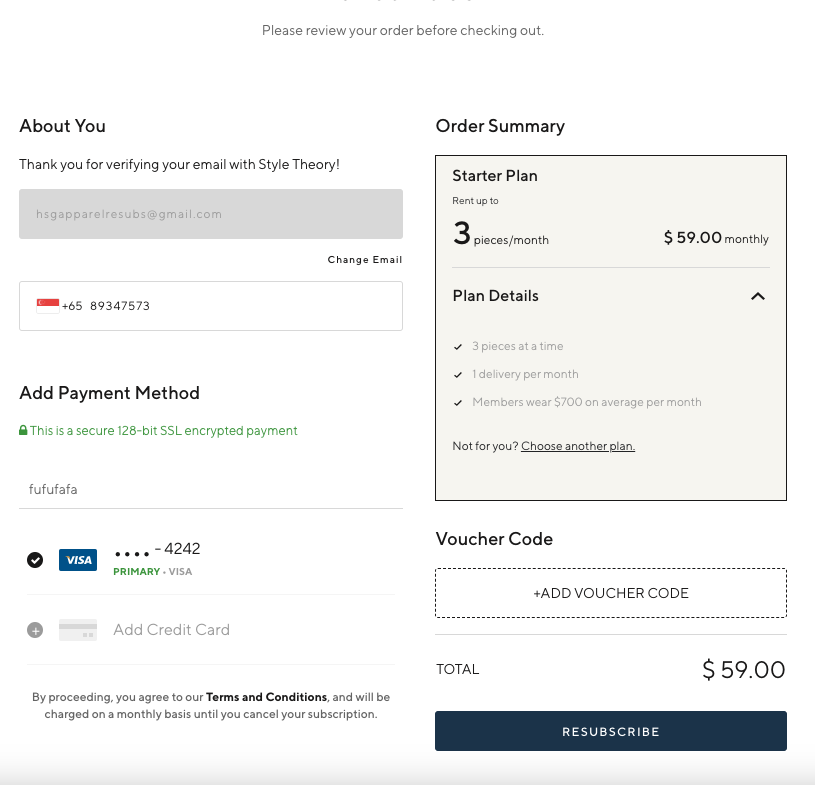 Please review your order before checking out.
About You
Thank you for verifying your email with Style Theory!
hsgapparelresubs@gmail.com
Change Email
+65 89347573
Add Payment Method
This is a secure 128-bit SSL encrypted payment
fufufafa
VISA
•••• - 4242
PRIMARY • VISA
Add Credit Card
By proceeding, you agree to our Terms and Conditions, and will be
charged on a monthly basis until you cancel your subscription.
Order Summary
Starter Plan
Rent up to
3 pieces/month
$ 59.00 monthly
Plan Details
3 pieces at a time
1 delivery per month
Members wear $700 on average per month
Not for you? Choose another plan.
Voucher Code
+ADD VOUCHER CODE
TOTAL
$ 59.00
RESUBSCRIBE